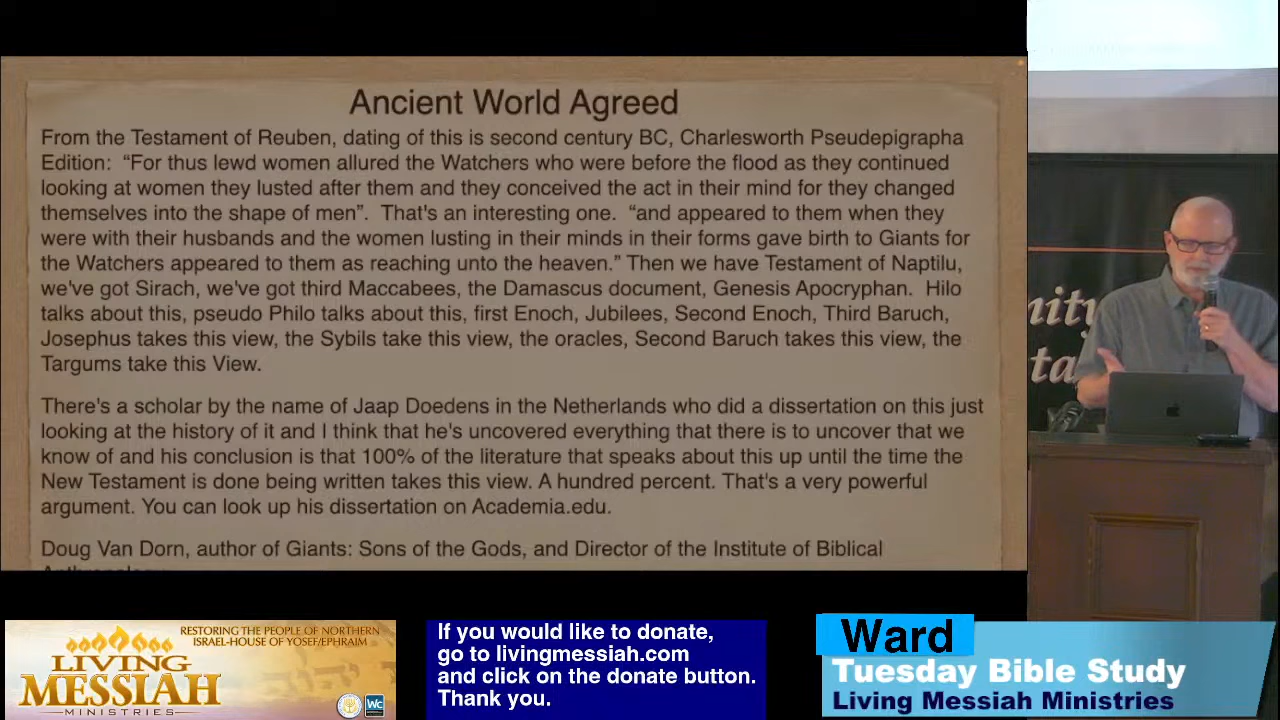 Ancient World Agreed
From the Testament of Reuben, dating of this is second century BC, Charlesworth Pseudepigrapha
Edition: “For thus lewd women allured the Watchers who were before the flood as they continued
looking at women they lusted after them and they conceived the act in their mind for they changed
themselves into the shape of men”. That's an interesting one. “and appeared to them when they
were with their husbands and the women lusting in their minds in their forms gave birth to Giants for
the Watchers appeared to them as reaching unto the heaven.” Then we have Testament of Naptilu,
we've got Sirach, we've got third Maccabees, the Damascus document, Genesis Apocryphan. Hilo
talks about this, pseudo Philo talks about this, first Enoch, Jubilees, Second Enoch, Third Baruch,
Josephus takes this view, the Sybils take this view, the oracles, Second Baruch takes this view, the
Targums take this View.
There's a scholar by the name of Jaap Doedens in the Netherlands who did a dissertation on this just
looking at the history of it and I think that he's uncovered everything that there is to uncover that we
know of and his conclusion is that 100% of the literature that speaks about this up until the time the
New Testament is done being written takes this view. A hundred percent. That's a very powerful
argument. You can look up his dissertation on Academia.edu.
Doug Van Dorn, author of Giants: Sons of the Gods, and Director of the Institute of Biblical
nity
ta
RESTORING THE PEOPLE OF NORTHERN
ISRAEL-HOUSE OF YOSEF/EPHRAIM
LIVING
MESSIAH
MINISTRIES
Wc
If you would like to donate,
go to livingmessiah.com
and click on the donate button.
Thank you.
Ward
Tuesday Bible Study
Living Messiah Ministries